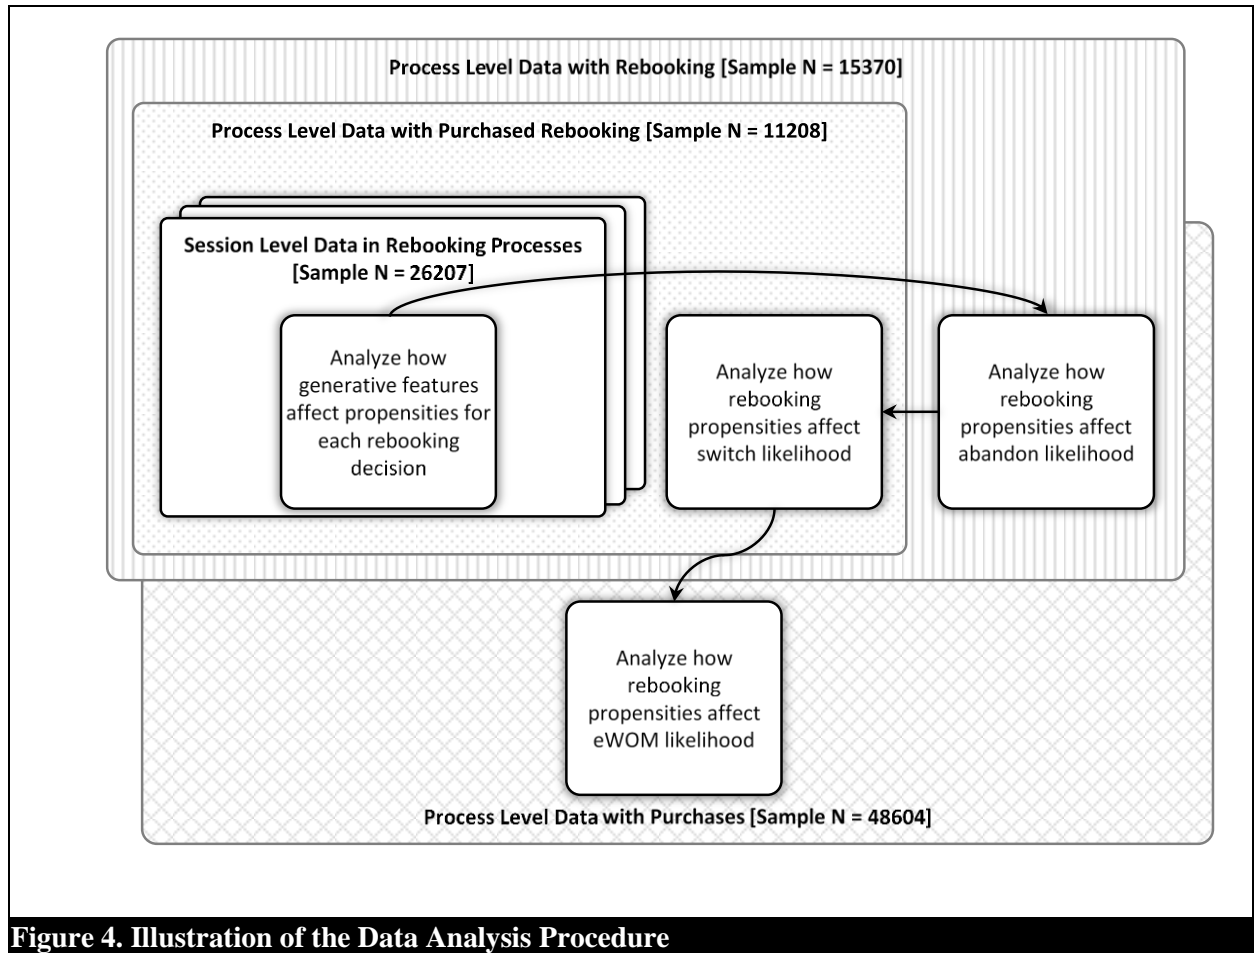 Process Level Data with Rebooking [Sample N = 15370]
Process Level Data with Purchased Rebooking [Sample N = 11208]
Session Level Data in Rebooking Processes
[Sample N = 26207]
Analyze how
generative features
affect propensities for
each rebooking
decision
Analyze how
rebooking
propensities affect
switch likelihood
Analyze how
rebooking
propensities affect
abandon likelihood
Analyze how
rebooking
propensities affect
eWOM likelihood
Process Level Data with Purchases [Sample N = 48604]
Figure 4. Illustration of the Data Analysis Procedure